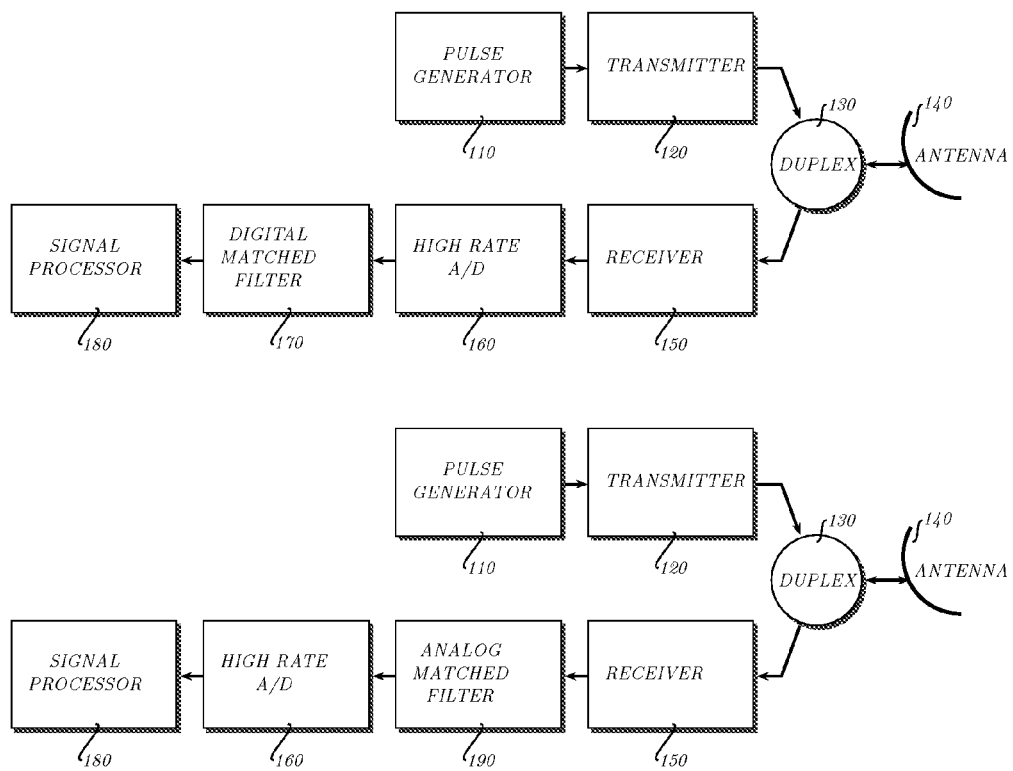 PULSE
GENERATOR
110
TRANSMITTER
120
130
DUPLEX
140
ANTENNA
SIGNAL
PROCESSOR
180
DIGITAL
MATCHED
FILTER
170
HIGH RATE
A/D
160
RECEIVER
150
PULSE
GENERATOR
110
TRANSMITTER
120
130
DUPLEX
140
ANTENNA
SIGNAL
PROCESSOR
180
HIGH RATE
A/D
160
ANALOG
MATCHED
FILTER
190
RECEIVER
150